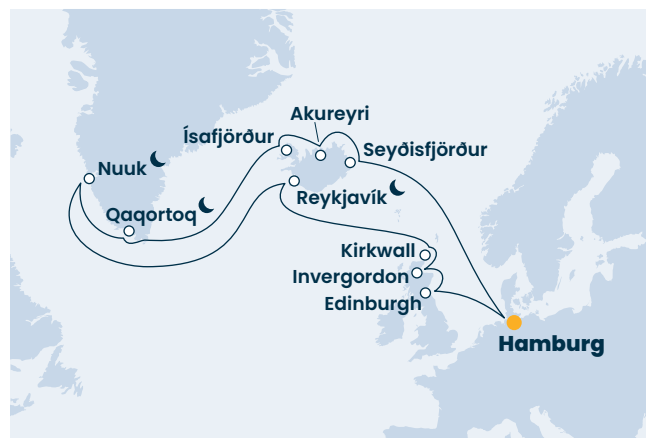 Akureyri
Ísafjörður
Seyðisfjörður
Nuuk
Reykjavík
Qaqortoq
Kirkwall
Invergordon
Edinburgh
Hamburg